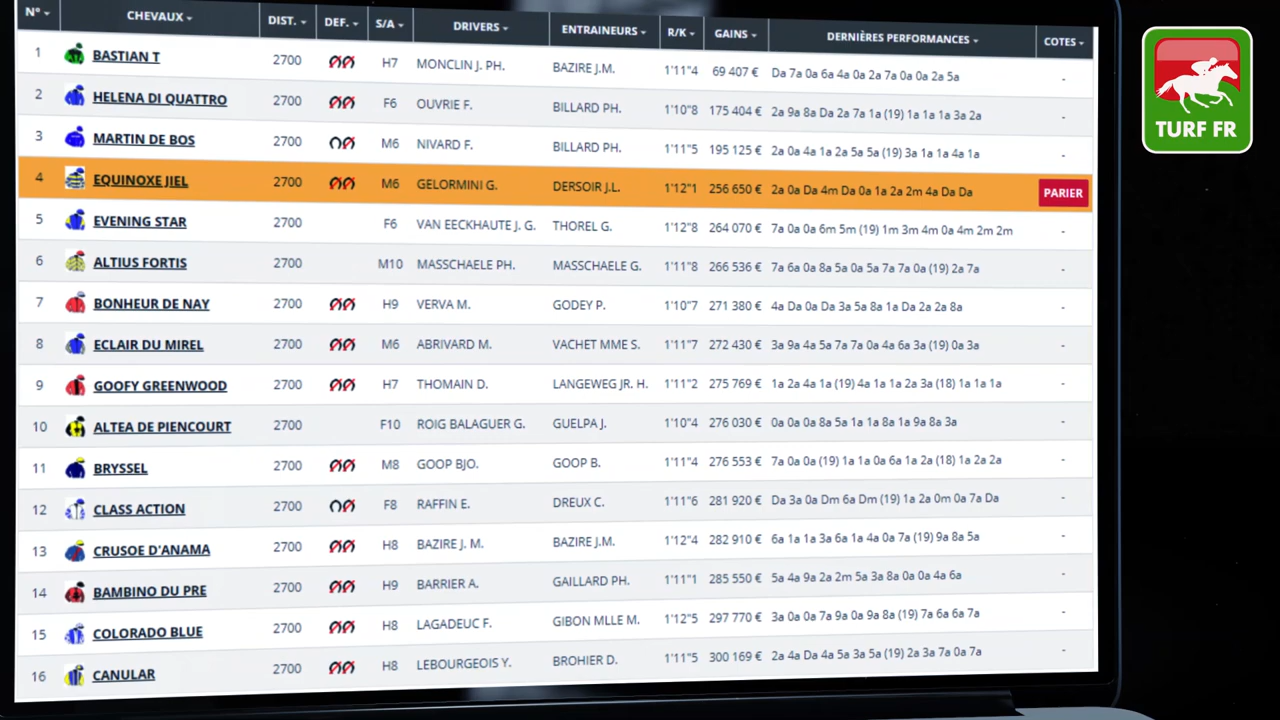 N° CHEVAUX DIST. DEF. S/A DRIVERS ENTRAINEURS R/K GAINS DERNIÈRES PERFORMANCES COTES
1 BASTIAN T 2700 H7 MONCLIN J. PH. BAZIRE J.M. 1'11"4 69 407 € Da 7a 0a 6a 4a 0a 2a 7a 0a 0a 2a 5a -
2 HELENA DI QUATTRO 2700 F6 OUVRIE F. BILLARD PH. 1'10"8 175 404 € 2a 9a 8a Da 2a 7a 1a (19) 1a 1a 1a 3a 2a -
3 MARTIN DE BOS 2700 M6 NIVARD F. BILLARD PH. 1'11"5 195 125 € 2a 0a 4a 1a 2a 5a 5a (19) 3a 1a 1a 4a 1a -
4 EQUINOXE JIEL 2700 M6 GELORMINI G. DERSOIR J.L. 1'12"1 256 650 € 2a 0a Da 4m Da 0a 1a 2a 2m 4a Da Da PARIER
5 EVENING STAR 2700 F6 VAN EECKHAUTE J. G. THOREL G. 1'12"8 264 070 € 7a 0a 0a 6m 5m (19) 1m 3m 4m 0a 4m 2m 2m -
6 ALTIUS FORTIS 2700 M10 MASSCHAELE PH. MASSCHAELE G. 1'11"8 266 536 € 7a 6a 0a 8a 5a 0a 5a 7a 7a 0a (19) 2a 7a -
7 BONHEUR DE NAY 2700 H9 VERVA M. GODEY P. 1'10"7 271 380 € 4a Da 0a Da 3a 5a 8a 1a Da 2a 2a 8a -
8 ECLAIR DU MIREL 2700 M6 ABRIVARD M. VACHET MME S. 1'11"7 272 430 € 3a 9a 4a 5a 7a 7a 0a 4a 6a 3a (19) 0a 3a -
9 GOOFY GREENWOOD 2700 H7 THOMAIN D. LANGEWEG JR. H. 1'11"2 275 769 € 1a 2a 4a 1a (19) 4a 1a 1a 2a 3a (18) 1a 1a 1a -
10 ALTEA DE PIENCOURT 2700 F10 ROIG BALAGUER G. GUELPA J. 1'10"4 276 030 € 0a 0a 0a 8a 5a 1a 1a 8a 1a 9a 8a 3a -
11 BRYSSEL 2700 M8 GOOP BJO. GOOP B. 1'11"4 276 553 € 7a 0a 0a (19) 1a 1a 0a 6a 1a 2a (18) 1a 2a 2a -
12 CLASS ACTION 2700 F8 RAFFIN E. DREUX C. 1'11"6 281 920 € Da 3a 0a Dm 6a Dm (19) 1a 2a 0m 0a 7a Da -
13 CRUSOE D'ANAMA 2700 H8 BAZIRE J. M. BAZIRE J.M. 1'12"4 282 910 € 6a 1a 1a 3a 6a 1a 4a 0a 7a (19) 9a 8a 5a -
14 BAMBINO DU PRE 2700 H9 BARRIER A. GAILLARD PH. 1'11"1 285 550 € 5a 4a 9a 2a 2m 5a 3a 8a 0a 0a 4a 6a -
15 COLORADO BLUE 2700 H8 LAGADEUC F. GIBON MLLE M. 1'12"5 297 770 € 3a 0a 0a 7a 9a 0a 9a 8a (19) 7a 6a 6a 7a -
16 CANULAR 2700 H8 LEBOURGEOIS Y. BROHIER D. 1'11"5 300 169 € 2a 4a Da 4a 5a 3a 5a (19) 2a 3a 7a 0a 7a -
TURF FR